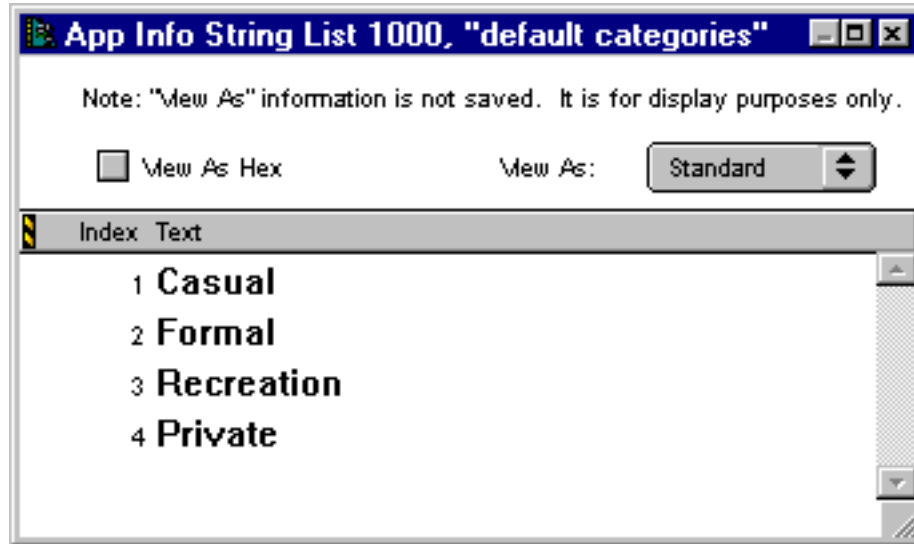 App Info String List 1000, "default categories"
Note: "View As" information is not saved. It is for display purposes only.
View As Hex View As: Standard
Index Text
1 Casual
2 Formal
3 Recreation
4 Private